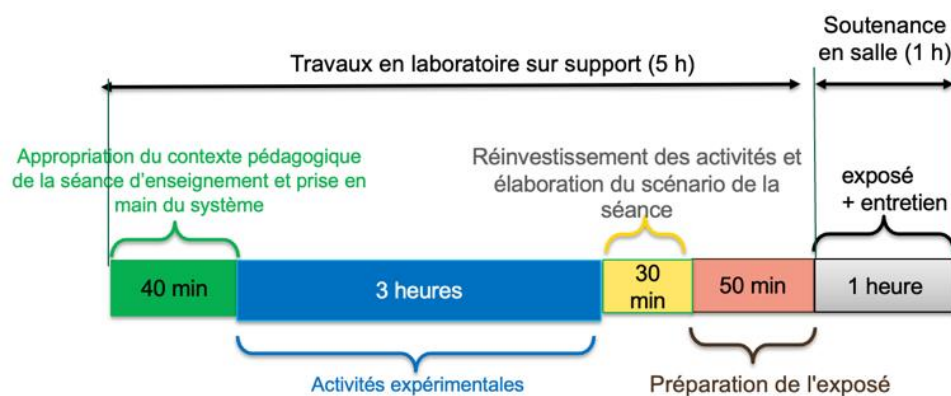 Soutenance
en salle (1 h)
Travaux en laboratoire sur support (5 h)
Appropriation du contexte pédagogique
de la séance d'enseignement et prise en
main du système
Réinvestissement des activités et
élaboration du scénario de la
séance
exposé
+ entretien
40 min
3 heures
30
min
50 min
1 heure
Activités expérimentales
Préparation de l'exposé